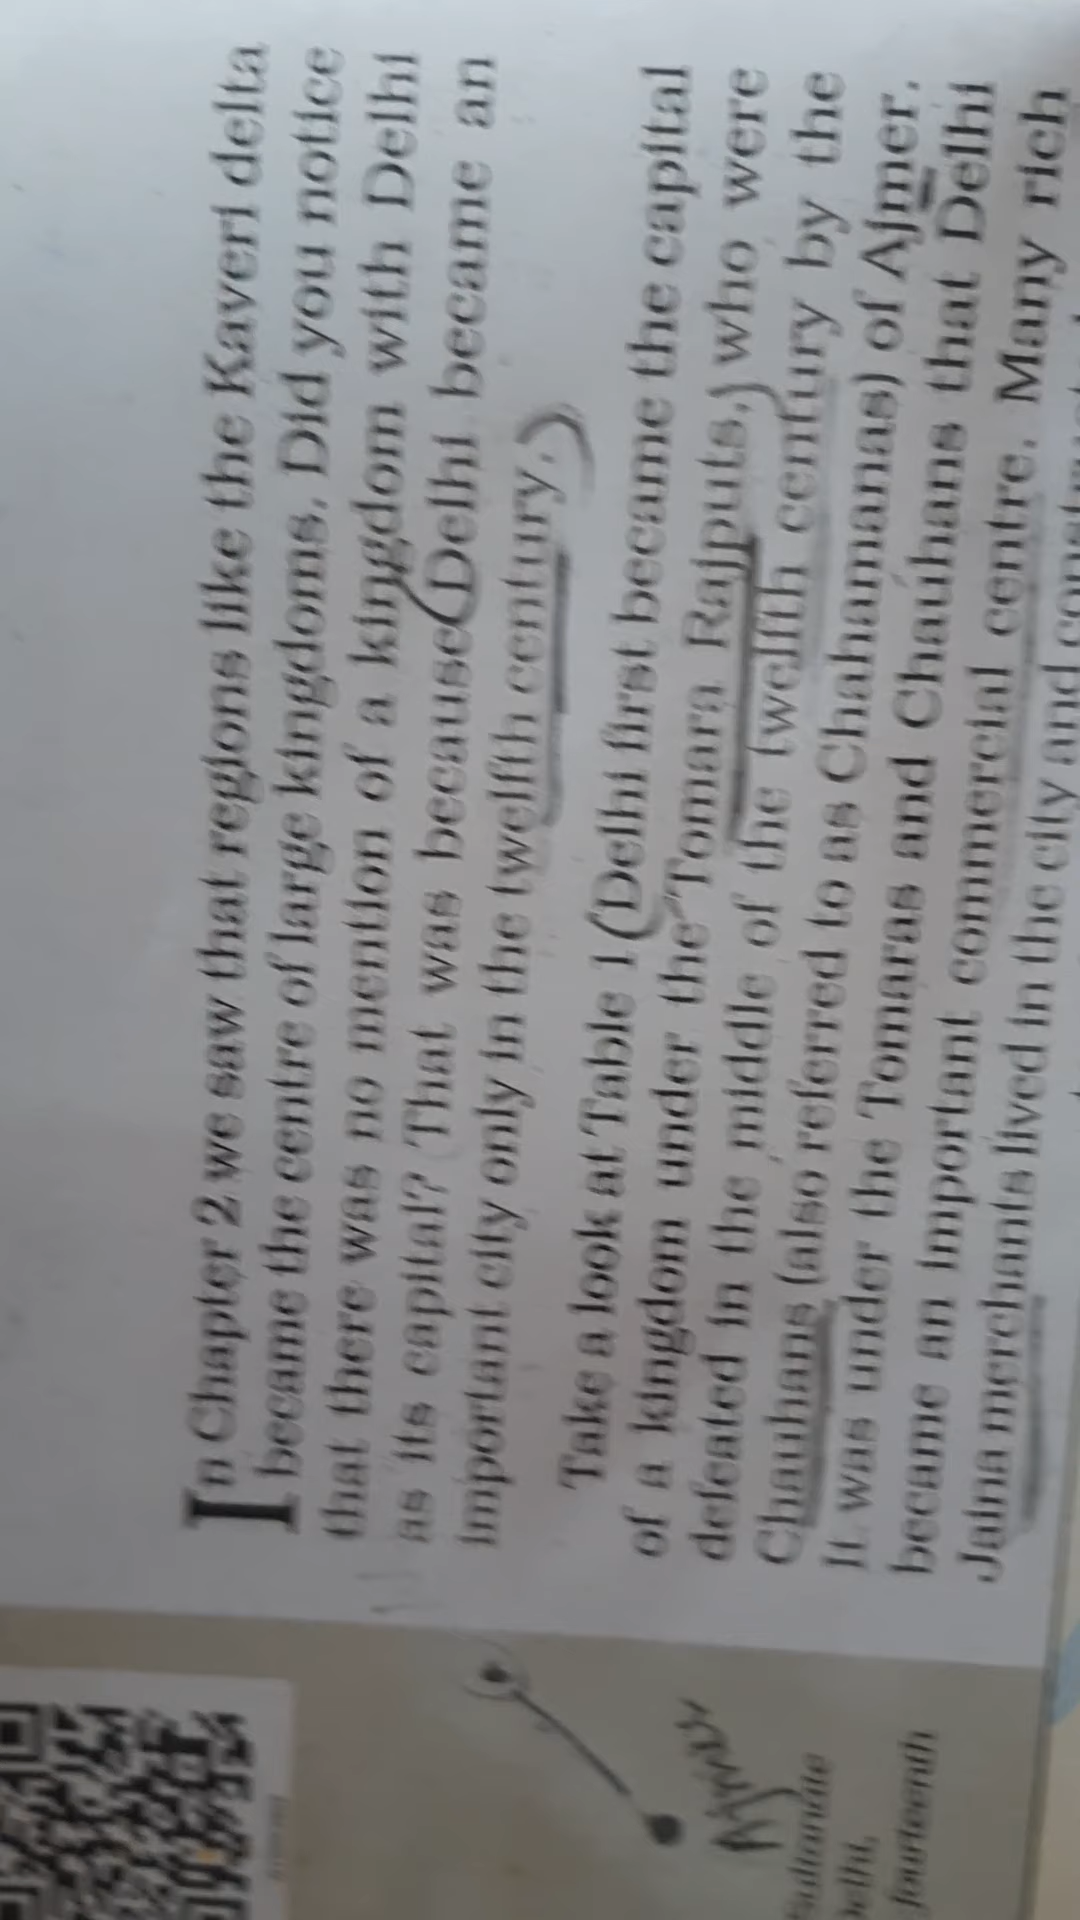 In Chapter 2 we saw that regions like the Kaveri delta
became the centre of large kingdoms. Did you notice
that there was no mention of a kingdom with Delhi
as its capital? That was because Delhi became an
important city only in the twelfth century.
Take a look at Table 1. Delhi first became the capital
of a kingdom under the Tomara Rajputs, who were
defeated in the middle of the twelfth century by the
Chauhans (also referred to as Chahamanas) of Ajmer.
It was under the Tomaras and Chauhans that Delhi
became an important commercial centre. Many rich
Jaina merchants lived in the city and
Ajmer
fourteenth